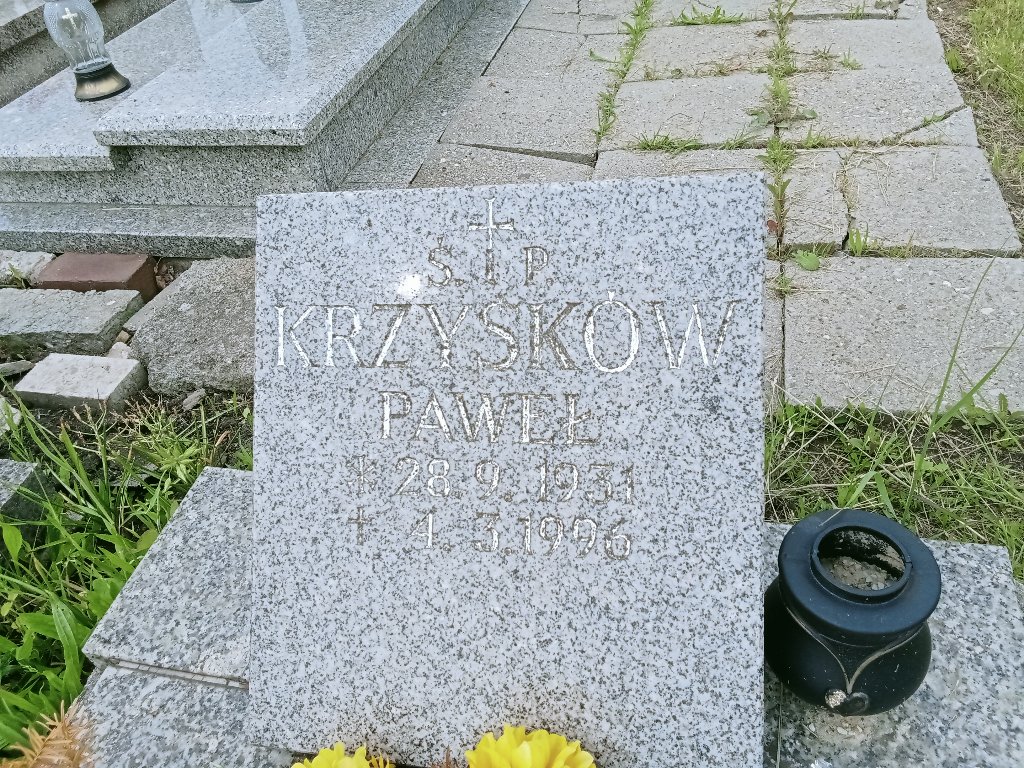 Ś. P.
KRZYSKÓW
PAWEŁ
* 28.9.1931
† 4.3.1996